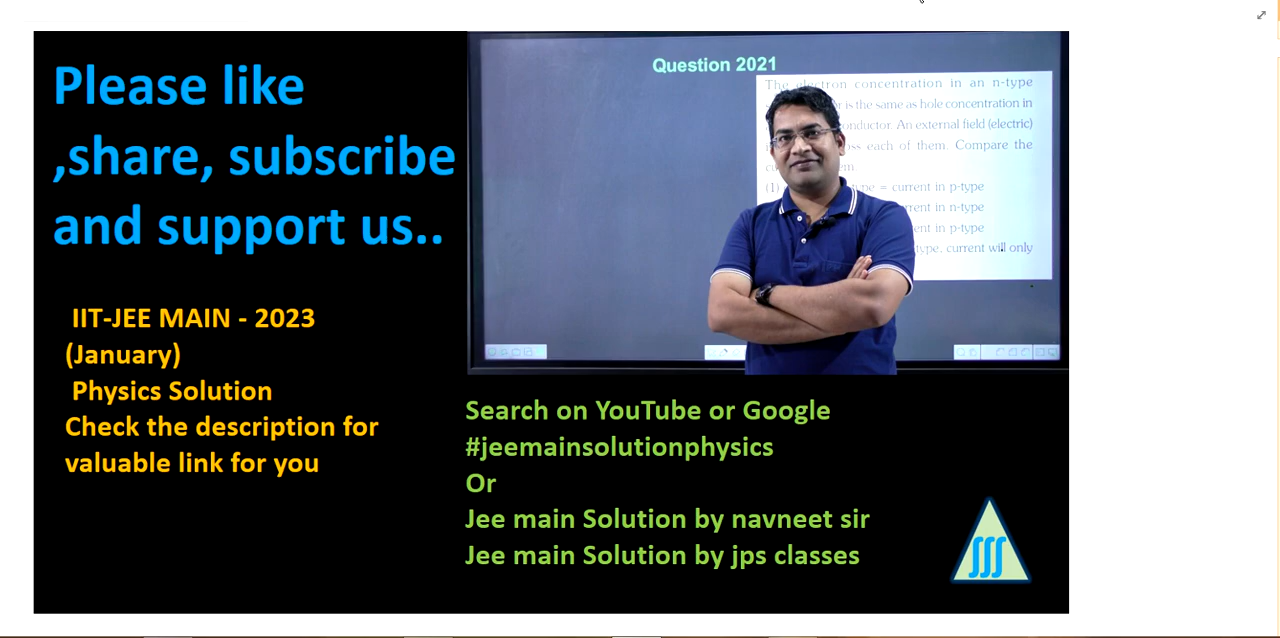 Please like
,share, subscribe
and support us..
IIT-JEE MAIN - 2023
(January)
Physics Solution
Check the description for
valuable link for you
Question 2021
The electron concentration in an n-type
is the same as hole concentration in
An external field (electric)
each of them. Compare the
(1) = current in p-type
in n-type
in p-type
current will only
Search on YouTube or Google
#jeemainsolutionphysics
Or
Jee main Solution by navneet sir
Jee main Solution by jps classes
∫∫∫